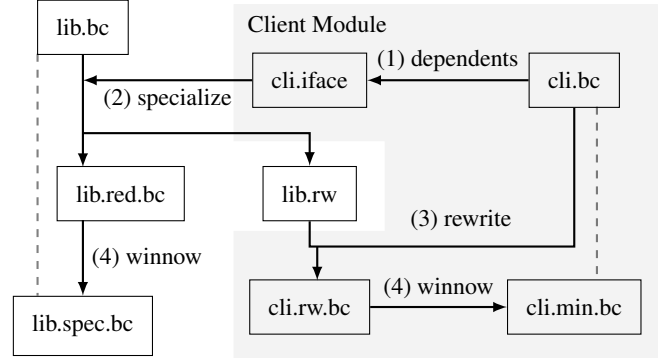 lib.bc
Client Module
(1) dependents
cli.iface
cli.bc
(2) specialize
lib.red.bc
lib.rw
(3) rewrite
(4) winnow
(4) winnow
cli.rw.bc
cli.min.bc
lib.spec.bc